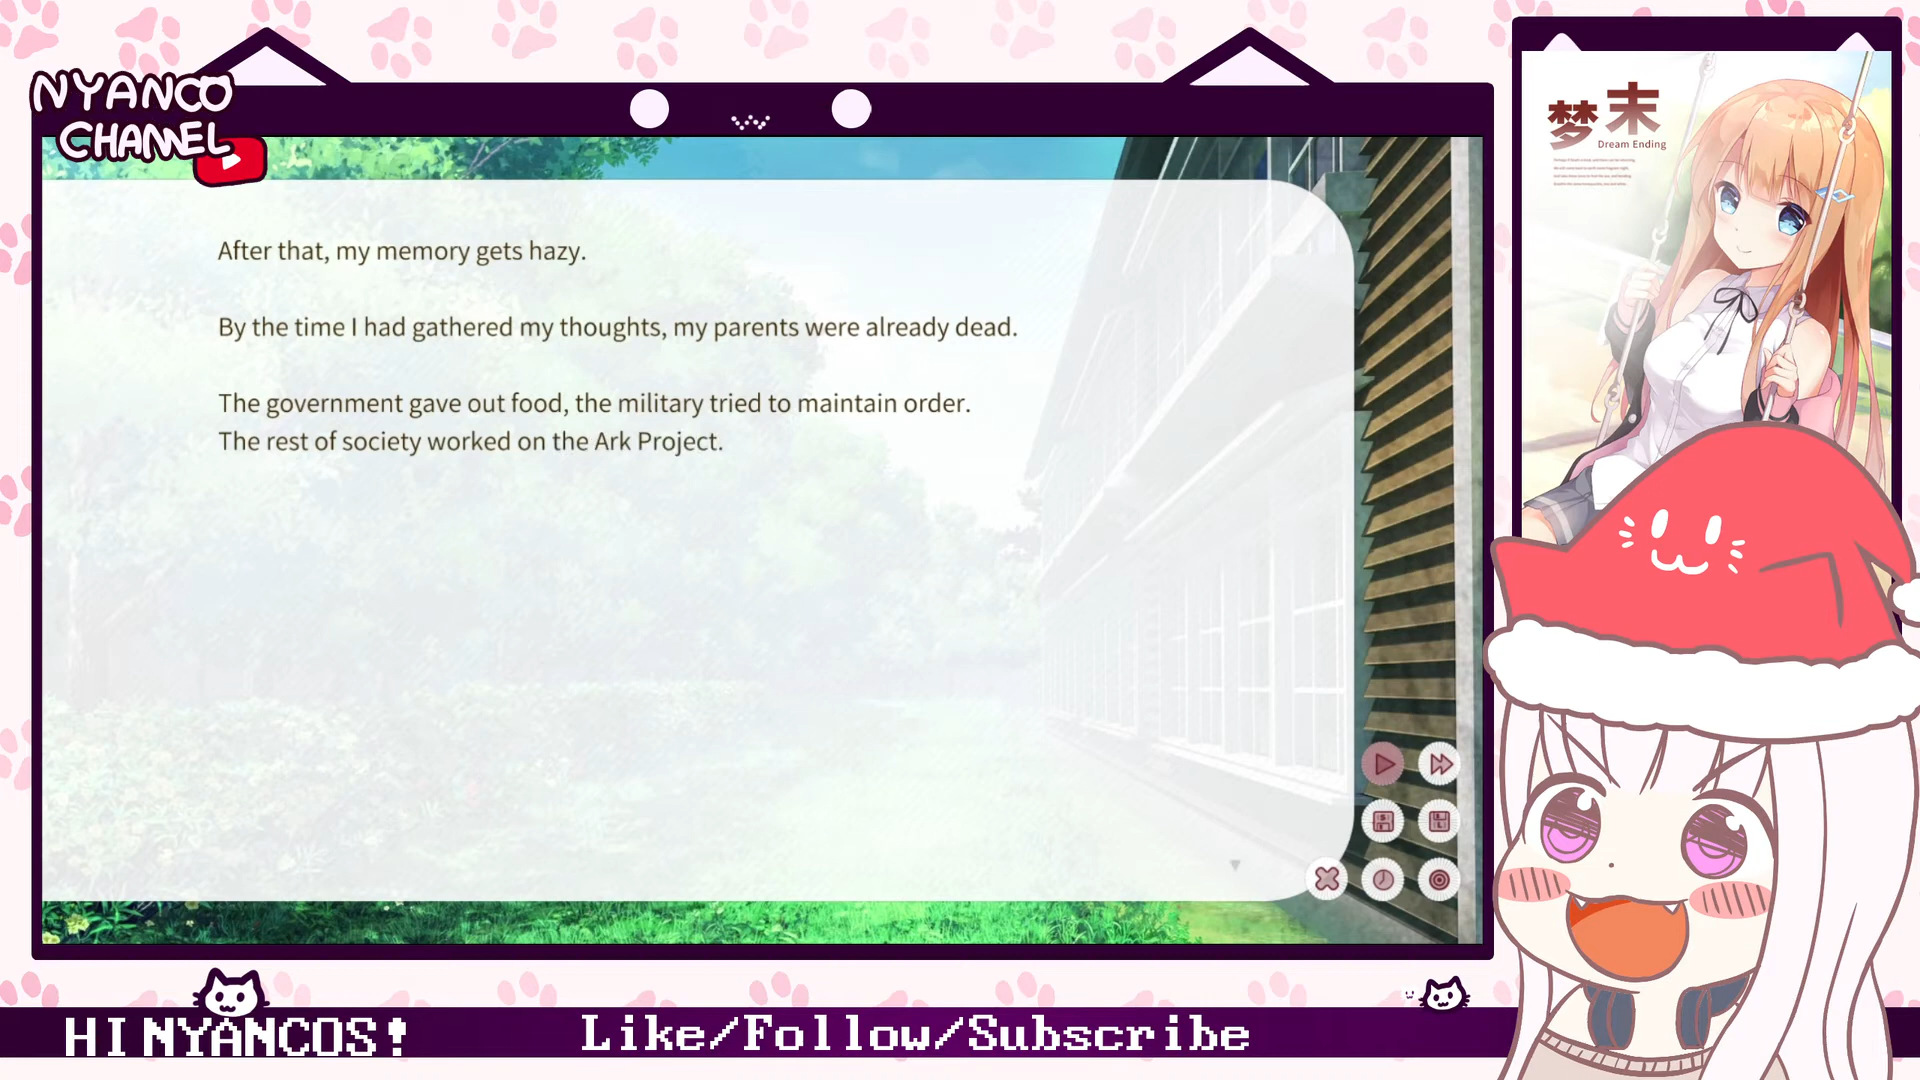 NYANCO
CHANNEL
After that, my memory gets hazy.
By the time I had gathered my thoughts, my parents were already dead.
The government gave out food, the military tried to maintain order.
The rest of society worked on the Ark Project.
梦末
Dream Ending
HI NYANCOS!
Like/Follow/Subscribe